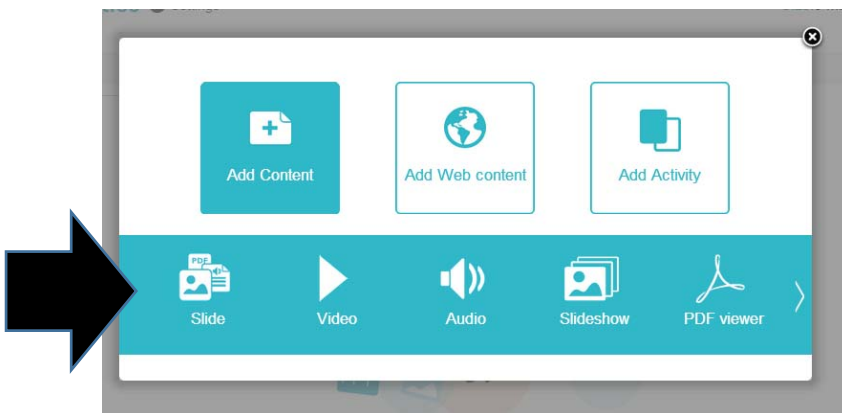 Add Content
Add Web content
Add Activity
PDF
Slide
Video
Audio
Slideshow
PDF viewer